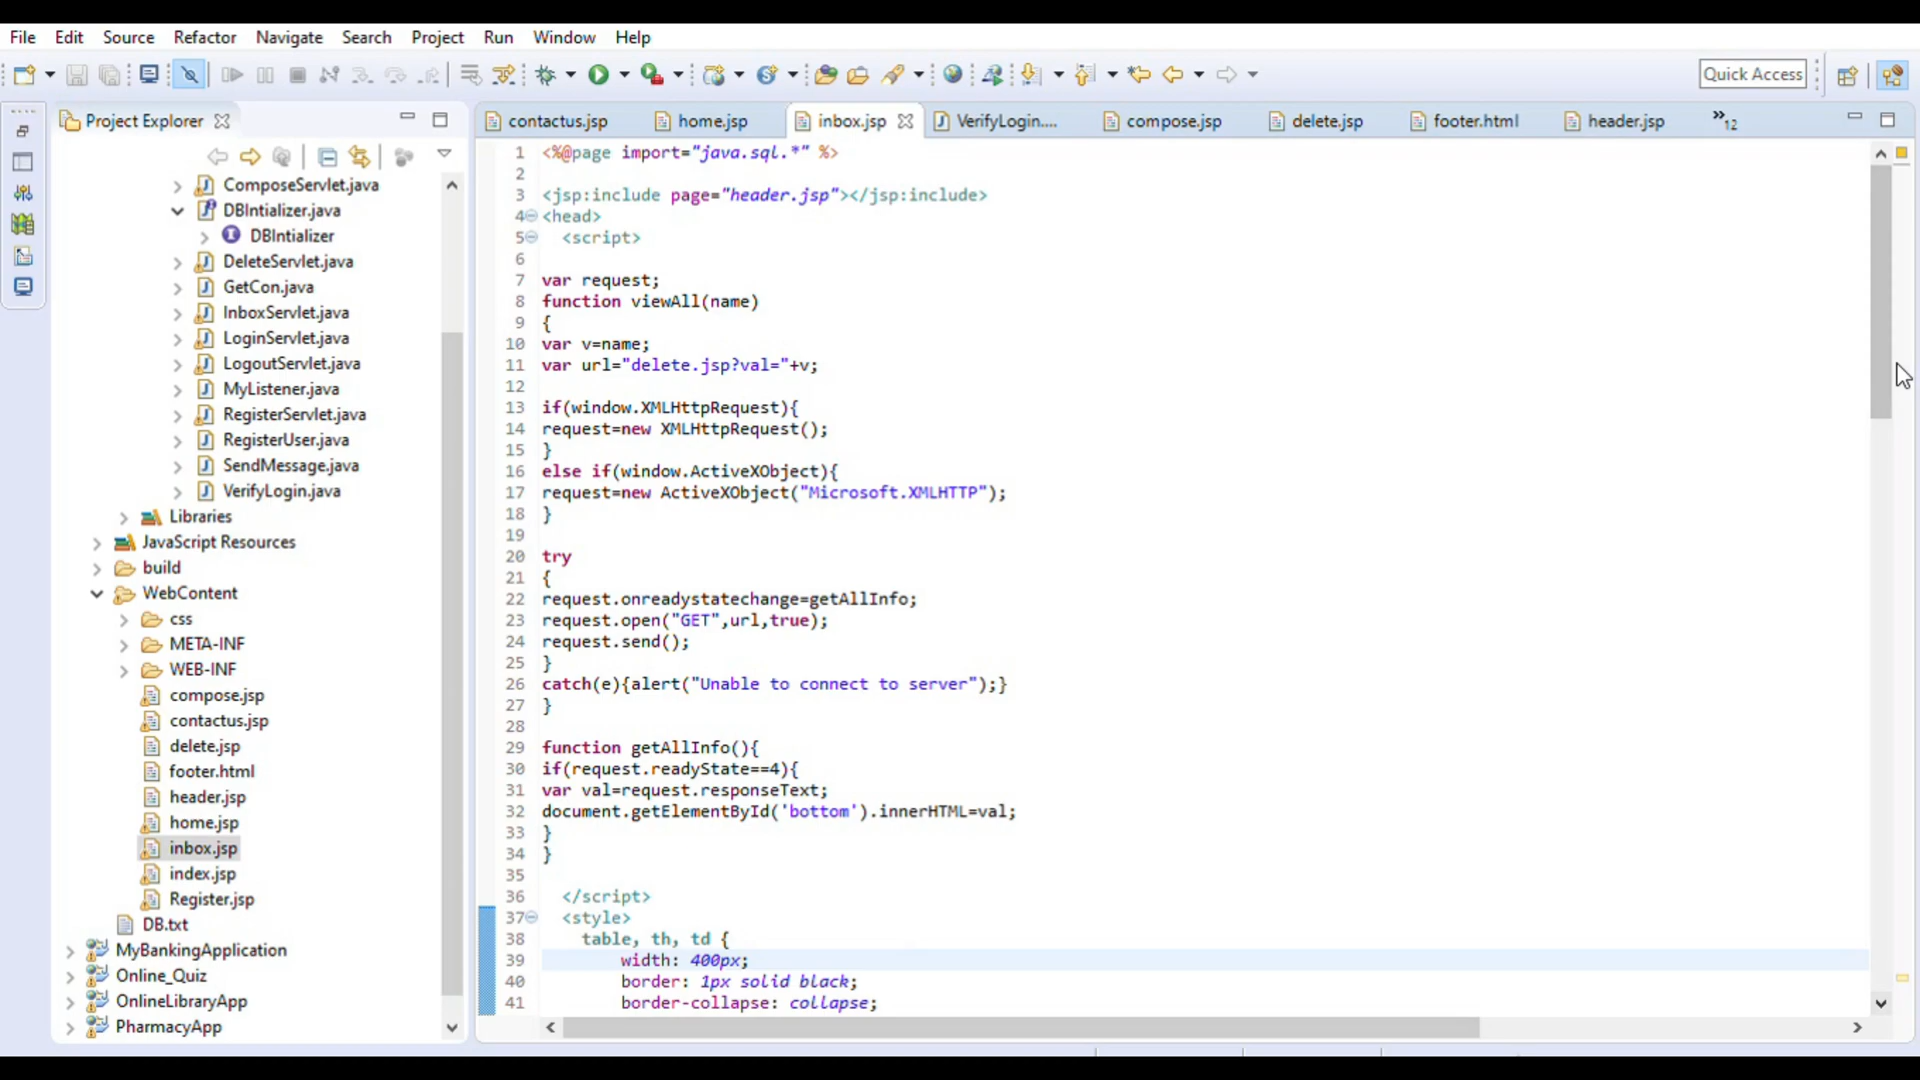 File Edit Source Refactor Navigate Search Project Run Window Help
Quick Access
Project Explorer
contactus.jsp home.jsp inbox.jsp VerifyLogin.... compose.jsp delete.jsp footer.html header.jsp »12
ComposeServlet.java
DBIntializer.java
DBIntializer
DeleteServlet.java
GetCon.java
InboxServlet.java
LoginServlet.java
LogoutServlet.java
MyListener.java
RegisterServlet.java
RegisterUser.java
SendMessage.java
VerifyLogin.java
Libraries
JavaScript Resources
build
WebContent
css
META-INF
WEB-INF
compose.jsp
contactus.jsp
delete.jsp
footer.html
header.jsp
home.jsp
inbox.jsp
index.jsp
Register.jsp
DB.txt
MyBankingApplication
Online_Quiz
OnlineLibraryApp
PharmacyApp
1 <%@page import="java.sql.*" %>
2
3 <jsp:include page="header.jsp"></jsp:include>
4 <head>
5 <script>
6
7 var request;
8 function viewAll(name)
9 {
10 var v=name;
11 var url="delete.jsp?val="+v;
12
13 if(window.XMLHttpRequest){
14 request=new XMLHttpRequest();
15 }
16 else if(window.ActiveXObject){
17 request=new ActiveXObject("Microsoft.XMLHTTP");
18 }
19
20 try
21 {
22 request.onreadystatechange=getAllInfo;
23 request.open("GET",url,true);
24 request.send();
25 }
26 catch(e){alert("Unable to connect to server");}
27 }
28
29 function getAllInfo(){
30 if(request.readyState==4){
31 var val=request.responseText;
32 document.getElementById('bottom').innerHTML=val;
33 }
34 }
35
36 </script>
37 <style>
38 table, th, td {
39 width: 400px;
40 border: 1px solid black;
41 border-collapse: collapse;